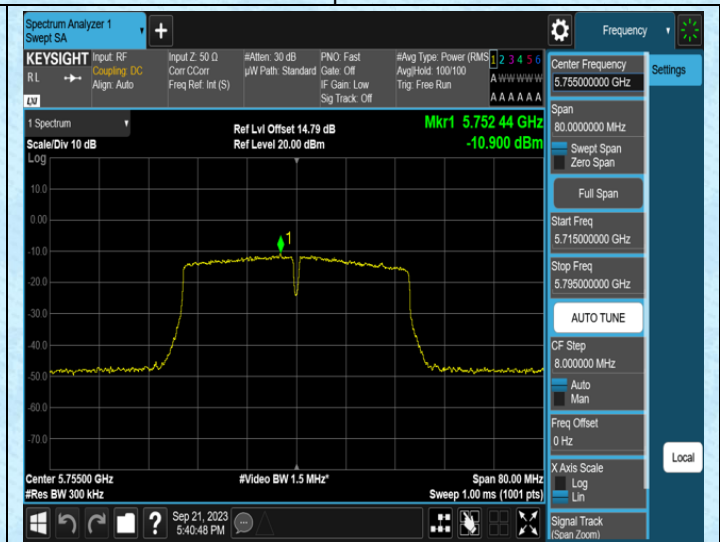 Spectrum Analyzer 1
Swept SA
+
Frequency
KEYSIGHT
RL
LXI
Input: RF
Coupling: DC
Align: Auto
Input Z: 50 Ω
Corr CCorr
Freq Ref: Int (S)
#Atten: 30 dB
µW Path: Standard
PNO: Fast
Gate: Off
IF Gain: Low
Sig Track: Off
#Avg Type: Power (RMS
Avg|Hold: 100/100
Trig: Free Run
1 2 3 4 5 6
A W W W W W
A A A A A A
Center Frequency
5.755000000 GHz
Settings
Span
80.0000000 MHz
Swept Span
Zero Span
Full Span
Start Freq
5.715000000 GHz
Stop Freq
5.795000000 GHz
AUTO TUNE
CF Step
8.000000 MHz
Auto
Man
Freq Offset
0 Hz
X Axis Scale
Log
Lin
Signal Track
(Span Zoom)
Local
1 Spectrum
Scale/Div 10 dB
Log
Ref Lvl Offset 14.79 dB
Ref Level 20.00 dBm
Mkr1 5.752 44 GHz
-10.900 dBm
10.0
0.00
-10.0
-20.0
-30.0
-40.0
-50.0
-60.0
-70.0
1
Center 5.75500 GHz
#Res BW 300 kHz
#Video BW 1.5 MHz*
Span 80.00 MHz
Sweep 1.00 ms (1001 pts)
?
Sep 21, 2023
5:40:48 PM